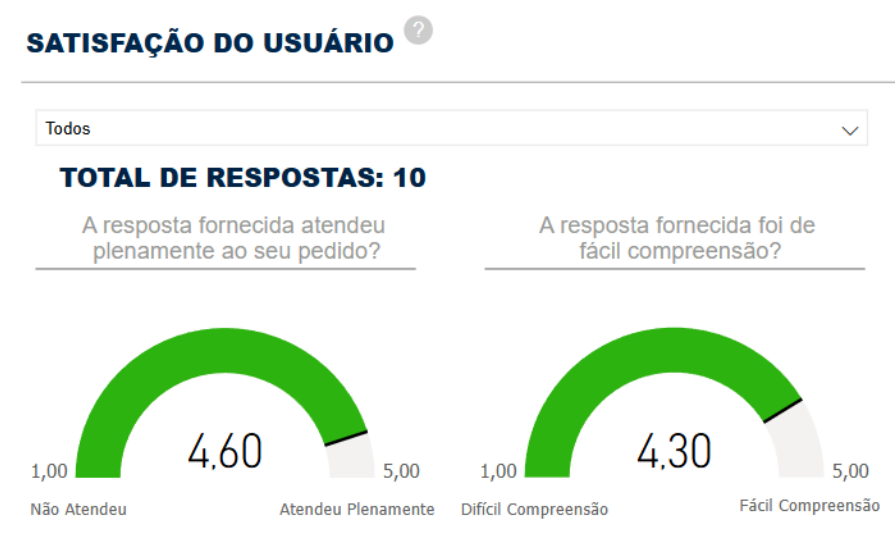 SATISFAÇÃO DO USUÁRIO ?
Todos
TOTAL DE RESPOSTAS: 10
A resposta fornecida atendeu
plenamente ao seu pedido?
4,60
1,00
5,00
Não Atendeu
Atendeu Plenamente
A resposta fornecida foi de
fácil compreensão?
4,30
1,00
5,00
Difícil Compreensão
Fácil Compreensão